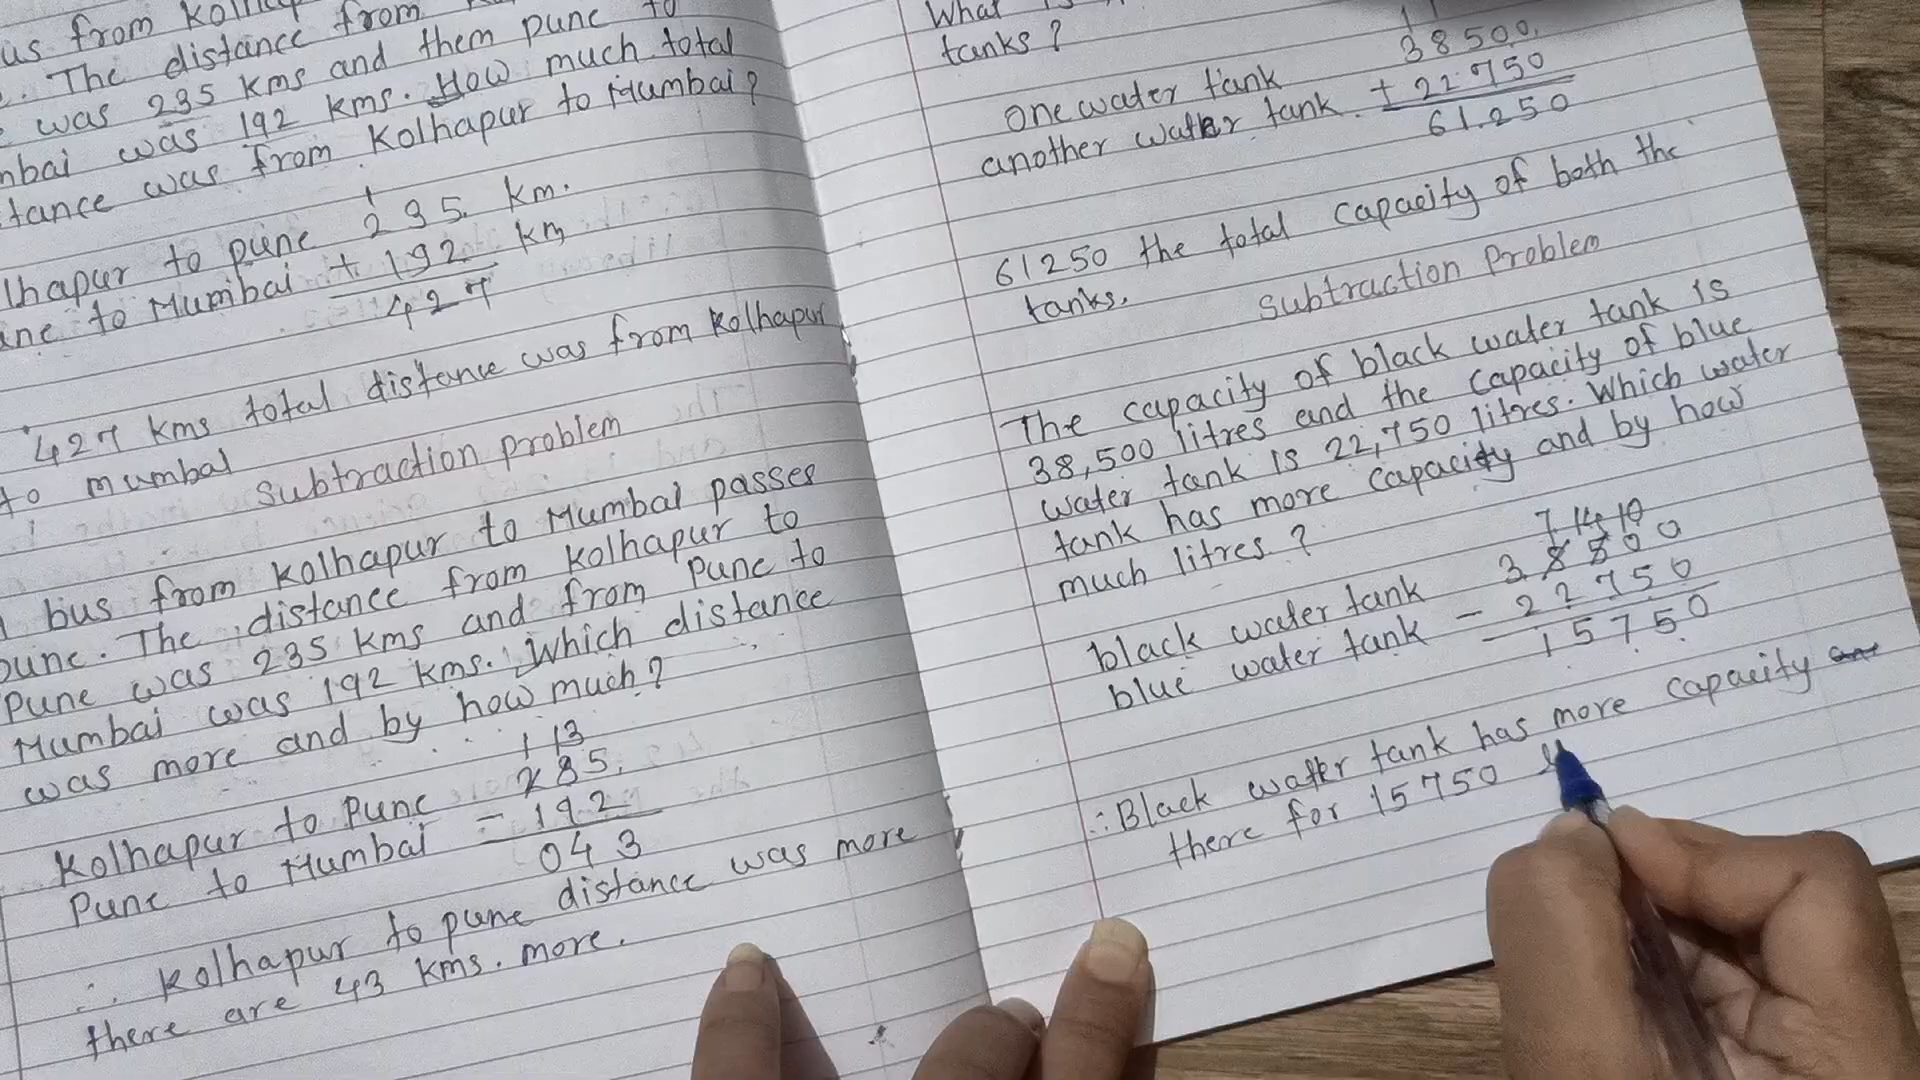 us from Kolhap
. The distance from
was 235 kms and them pune to
mbai was 192 kms. How much total
tance was from Kolhapur to Mumbai?
1
lhapur to pune 235. km.
une to Mumbai + 192 km
427
427 kms total distance was from Kolhapur
to mumbal
subtraction problem
bus from Kolhapur to Mumbai passes
pune. The distance from Kolhapur to
Pune was 235 kms and from Pune to
Mumbai was 192 kms. Which distance
was more and by how much?
1 13
Kolhapur to Pune 235.
Pune to Mumbai - 192
043
∴ Kolhapur to pune distance was more
there are 43 kms. more.
What is
tanks?
1 1
one water tank 38500
another water tank. + 22750
61250
61250 the total capacity of both the
tanks.
Subtraction Problem
The capacity of black water tank is
38,500 litres and the capacity of blue
water tank is 22,750 litres. Which water
tank has more capacity and by how
much litres?
7 14 10
black water tank 38500
blue water tank - 22750
15750
∴ Black water tank has more capacity
there for 15750